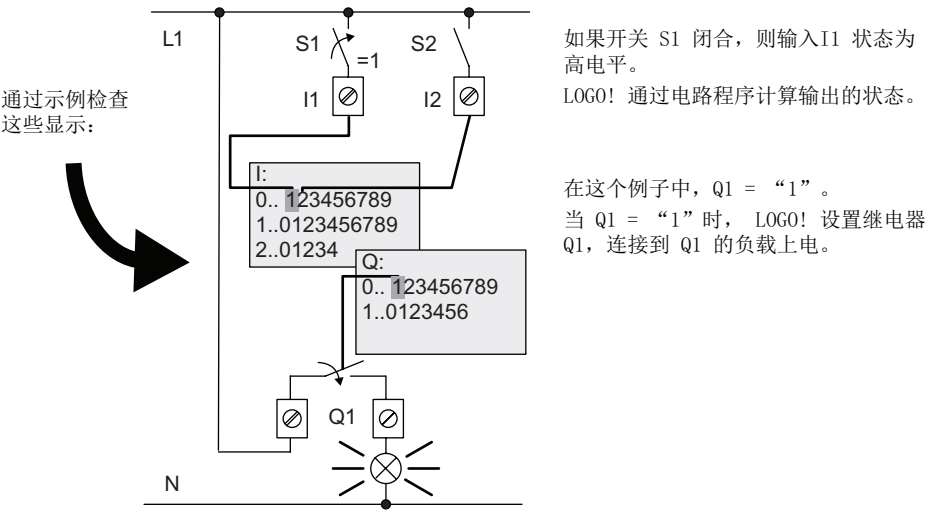 L1
S1
=1
S2
I1
I2
通过示例检查
这些显示：
I:
0.. 123456789
1..0123456789
2..01234
Q:
0.. 123456789
1..0123456
Q1
N
如果开关 S1 闭合，则输入I1 状态为
高电平。
LOGO! 通过电路程序计算输出的状态。
在这个例子中，Q1 = “1”。
当 Q1 = “1”时， LOGO! 设置继电器
Q1，连接到 Q1 的负载上电。